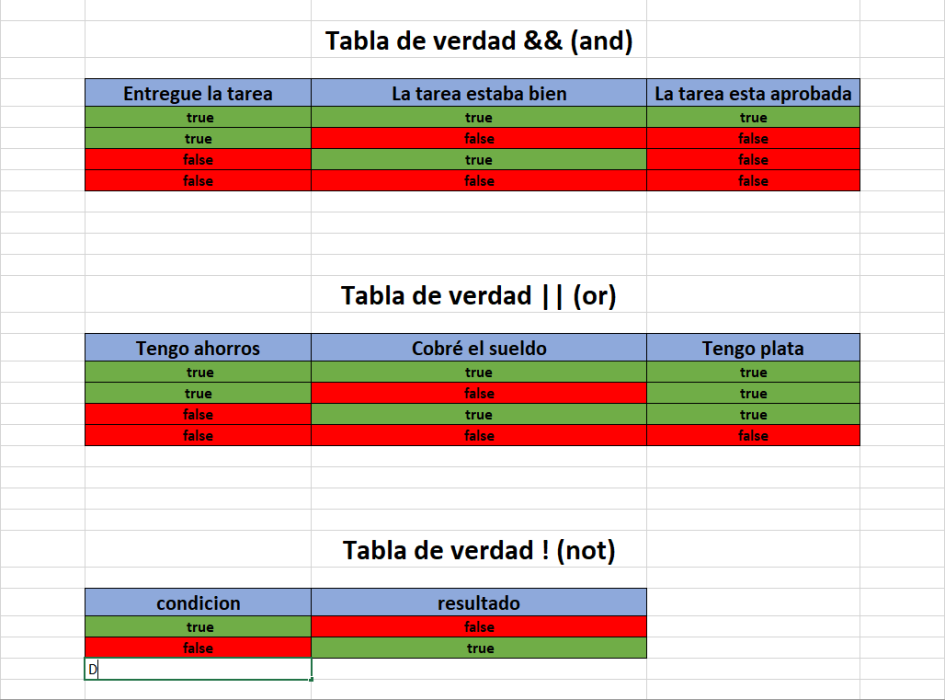 Tabla de verdad && (and)
Entregue la tarea La tarea estaba bien La tarea esta aprobada
true true true
true false false
false true false
false false false
Tabla de verdad || (or)
Tengo ahorros Cobré el sueldo Tengo plata
true true true
true false true
false true true
false false false
Tabla de verdad ! (not)
condicion resultado
true false
false true
D